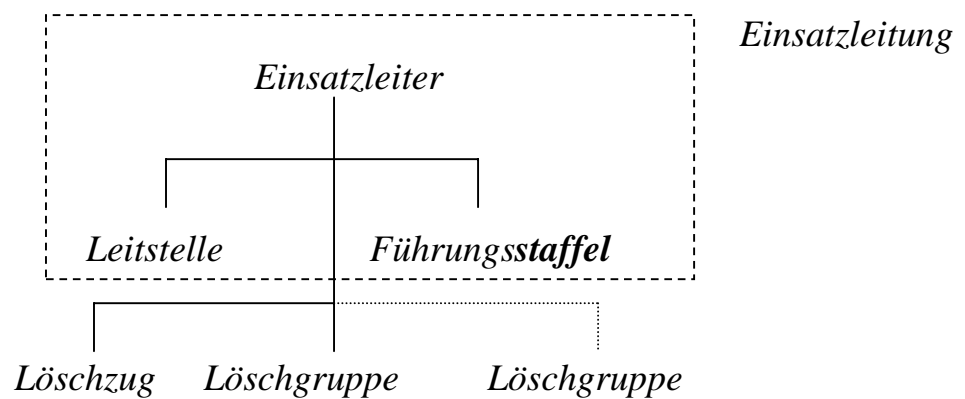 Einsatzleitung
Einsatzleiter
Leitstelle Führungsstaffel
Löschzug Löschgruppe Löschgruppe